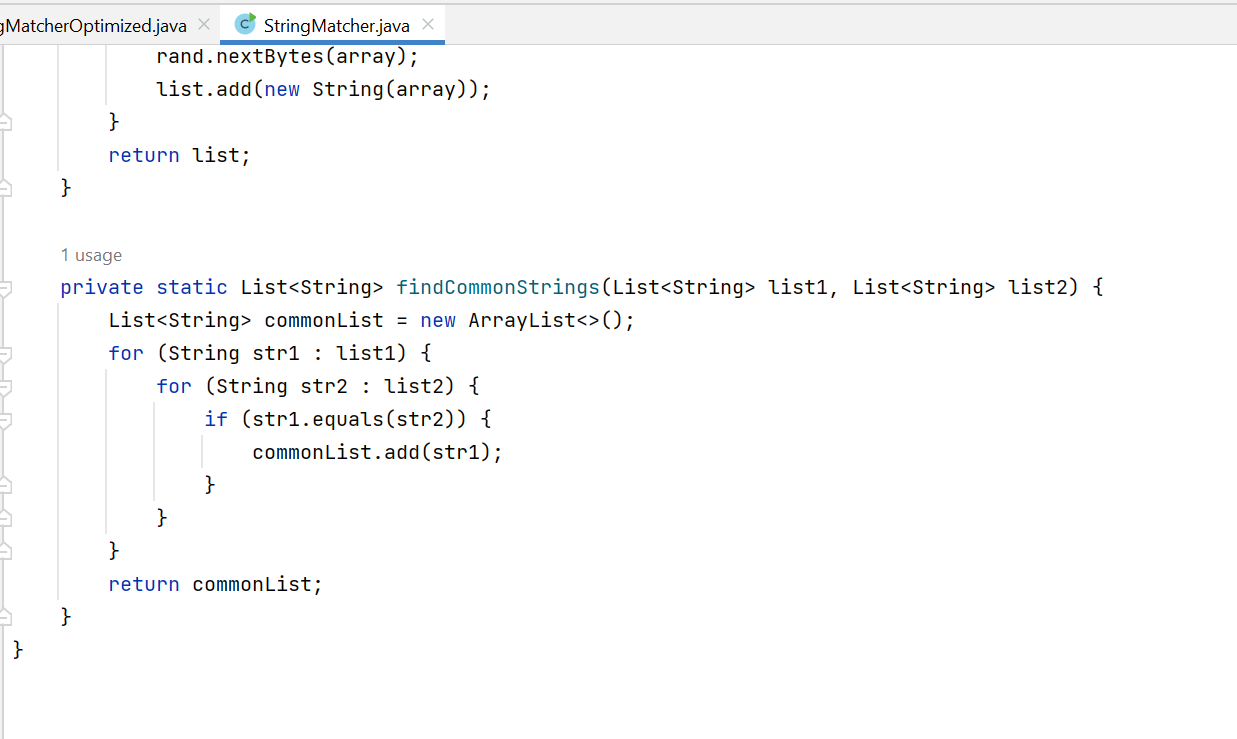 gMatcherOptimized.java StringMatcher.java
rand.nextBytes(array);
list.add(new String(array));
}
return list;
}
1 usage
private static List<String> findCommonStrings(List<String> list1, List<String> list2) {
List<String> commonList = new ArrayList<>();
for (String str1 : list1) {
for (String str2 : list2) {
if (str1.equals(str2)) {
commonList.add(str1);
}
}
}
return commonList;
}
}